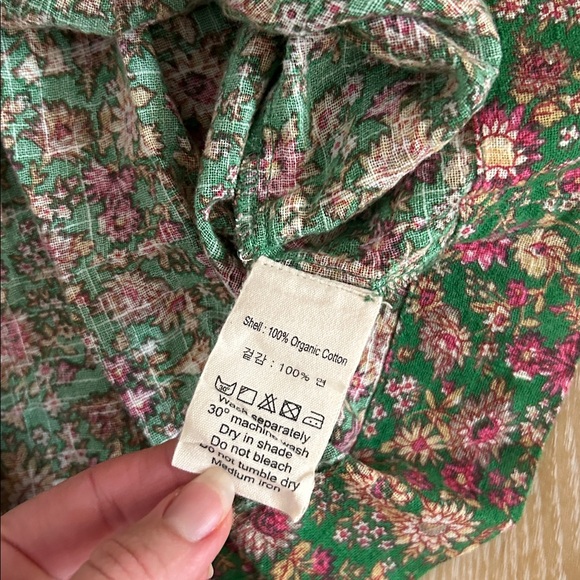 Shell : 100% Organic Cotton
겉감 : 100% 면
30°
Wash separately
30° machine wash
Dry in shade
Do not bleach
Do not tumble dry
Medium iron